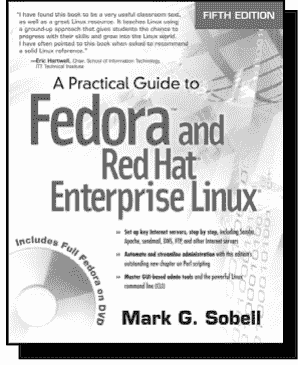 "I have found this book to be a very useful classroom text,
as well as a great Linux resource. It teaches Linux using
a ground-up approach that gives students the chance to
progress with their skills and grow into the Linux world.
I have often pointed to this book when asked to recommend
a solid Linux reference."
—Eric Hartwell, Chair, School of Information Technology,
ITT Technical Institute
FIFTH EDITION
A Practical Guide to
Fedora™ and
Red Hat®
Enterprise Linux®
Set up key Internet servers, step by step, including Samba,
Apache, sendmail, DNS, FTP, and other Internet servers
Automate and streamline administration with this edition's
outstanding new chapter on Perl scripting
Master GUI-based admin tools and the powerful Linux
command line (CLI)
Includes Full Fedora on DVD
Mark G. Sobell